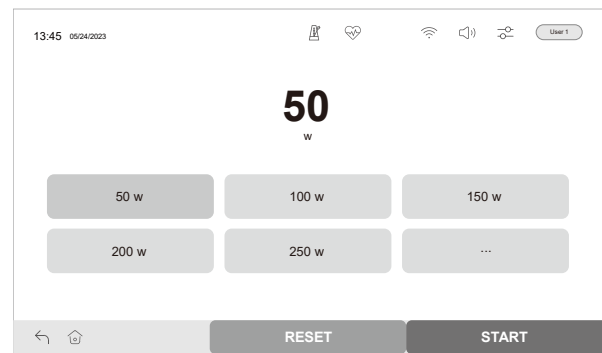 13:45 05/24/2023 User 1
50
w
50 w 100 w 150 w
200 w 250 w ...
RESET START